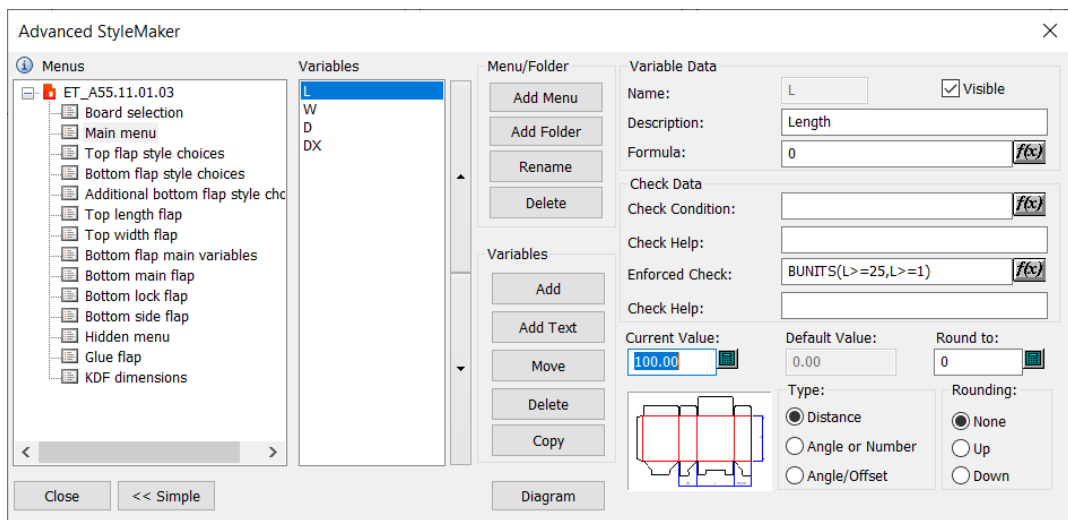 Advanced StyleMaker
Menus
ET_A55.11.01.03
Board selection
Main menu
Top flap style choices
Bottom flap style choices
Additional bottom flap style chc
Top length flap
Top width flap
Bottom flap main variables
Bottom main flap
Bottom lock flap
Bottom side flap
Hidden menu
Glue flap
KDF dimensions
Close
<< Simple
Variables
L
W
D
DX
Menu/Folder
Add Menu
Add Folder
Rename
Delete
Variables
Add
Add Text
Move
Delete
Copy
Diagram
Variable Data
Name: L Visible
Description: Length
Formula: 0 f(x)
Check Data
Check Condition: f(x)
Check Help:
Enforced Check: BUNITS(L>=25,L>=1) f(x)
Check Help:
Current Value: Default Value: Round to:
100.00 0.00 0
Type:
Distance
Angle or Number
Angle/Offset
Rounding:
None
Up
Down